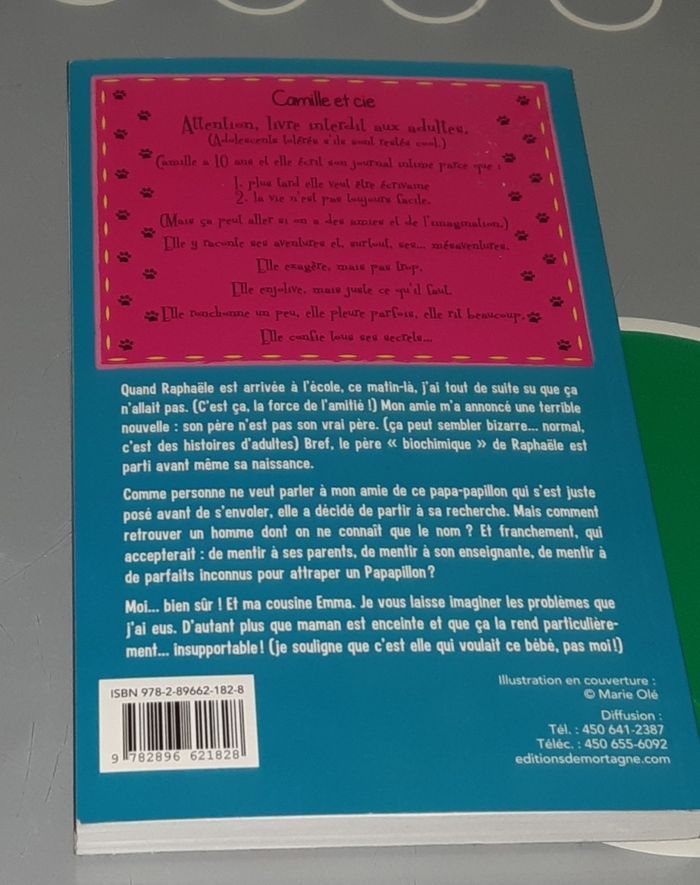 Camille et cie
Attention, livre interdit aux adultes.
(Adolescents tolérés s'ils sont restés cool.)
Camille a 10 ans et elle écrit son journal intime parce que :
1. plus tard elle veut être écrivaine
2. la vie n'est pas toujours facile.
(Mais ça peut aller si on a des amies et de l'imagination.)
Elle y raconte ses aventures et, surtout, ses... mésaventures.
Elle exagère, mais pas trop.
Elle enjolive, mais juste ce qu'il faut.
Elle ronchonne un peu, elle pleure parfois, elle rit beaucoup.
Elle confie tous ses secrets...
Quand Raphaële est arrivée à l'école, ce matin-là, j'ai tout de suite su que ça
n'allait pas. (C'est ça, la force de l'amitié !) Mon amie m'a annoncé une terrible
nouvelle : son père n'est pas son vrai père. (ça peut sembler bizarre... normal,
c'est des histoires d'adultes) Bref, le père « biochimique » de Raphaële est
parti avant même sa naissance.
Comme personne ne veut parler à mon amie de ce papa-papillon qui s'est juste
posé avant de s'envoler, elle a décidé de partir à sa recherche. Mais comment
retrouver un homme dont on ne connaît que le nom ? Et franchement, qui
accepterait : de mentir à ses parents, de mentir à son enseignante, de mentir à
de parfaits inconnus pour attraper un Papapillon ?
Moi... bien sûr ! Et ma cousine Emma. Je vous laisse imaginer les problèmes que
j'ai eus. D'autant plus que maman est enceinte et que ça la rend particulière-
ment... insupportable ! (je souligne que c'est elle qui voulait ce bébé, pas moi !)
Illustration en couverture :
© Marie Olé
ISBN 978-2-89662-182-8
Diffusion :
Tél. : 450 641-2387
Téléc. : 450 655-6092
editionsdemortagne.com
9 782896 621828